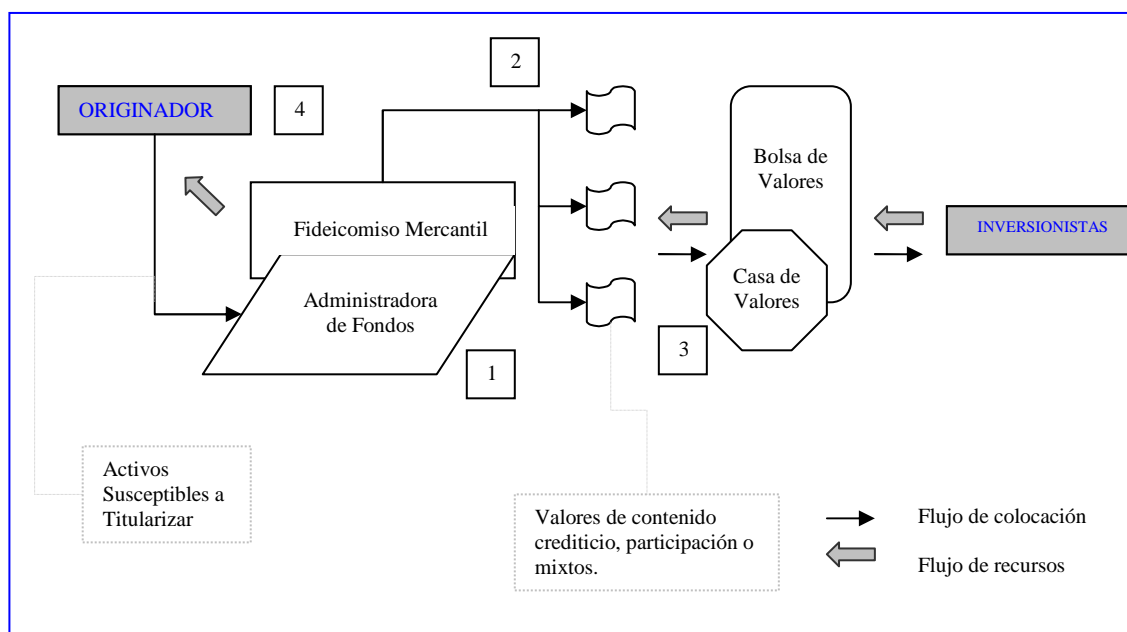 2
ORIGINADOR
4
Bolsa de
Valores
Fideicomiso Mercantil
INVERSIONISTAS
Casa de
Valores
Administradora
de Fondos
3
1
Activos
Susceptibles a
Titularizar
Valores de contenido
crediticio, participación o
mixtos.
Flujo de colocación
Flujo de recursos